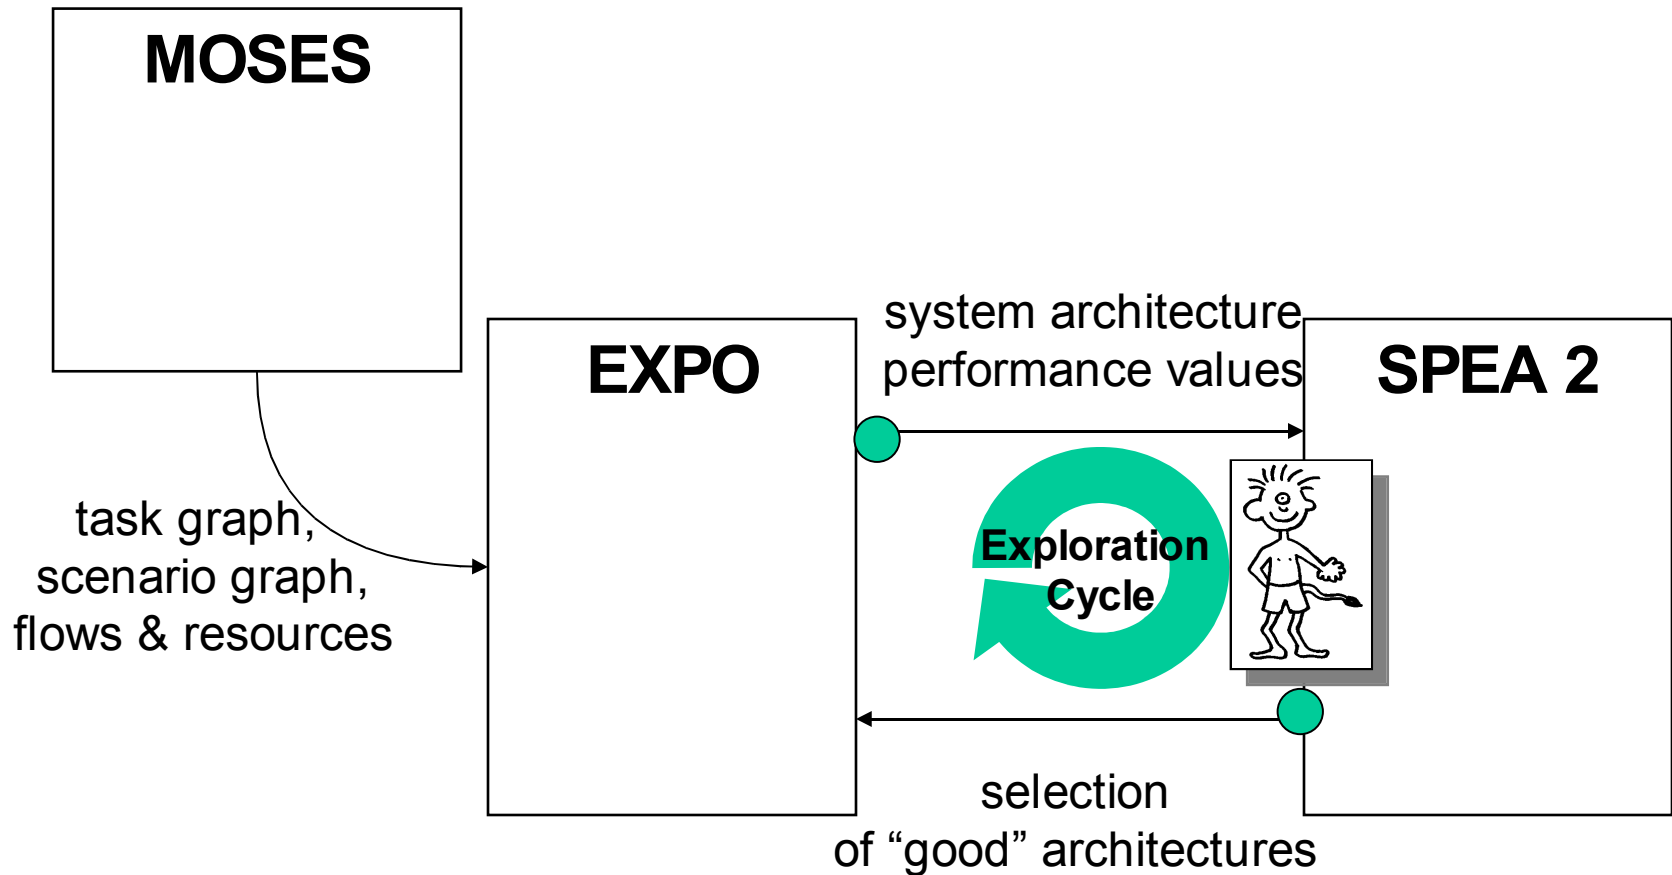 MOSES
EXPO
SPEA 2
system architecture
performance values
task graph,
scenario graph,
flows & resources
Exploration
Cycle
selection
of “good” architectures